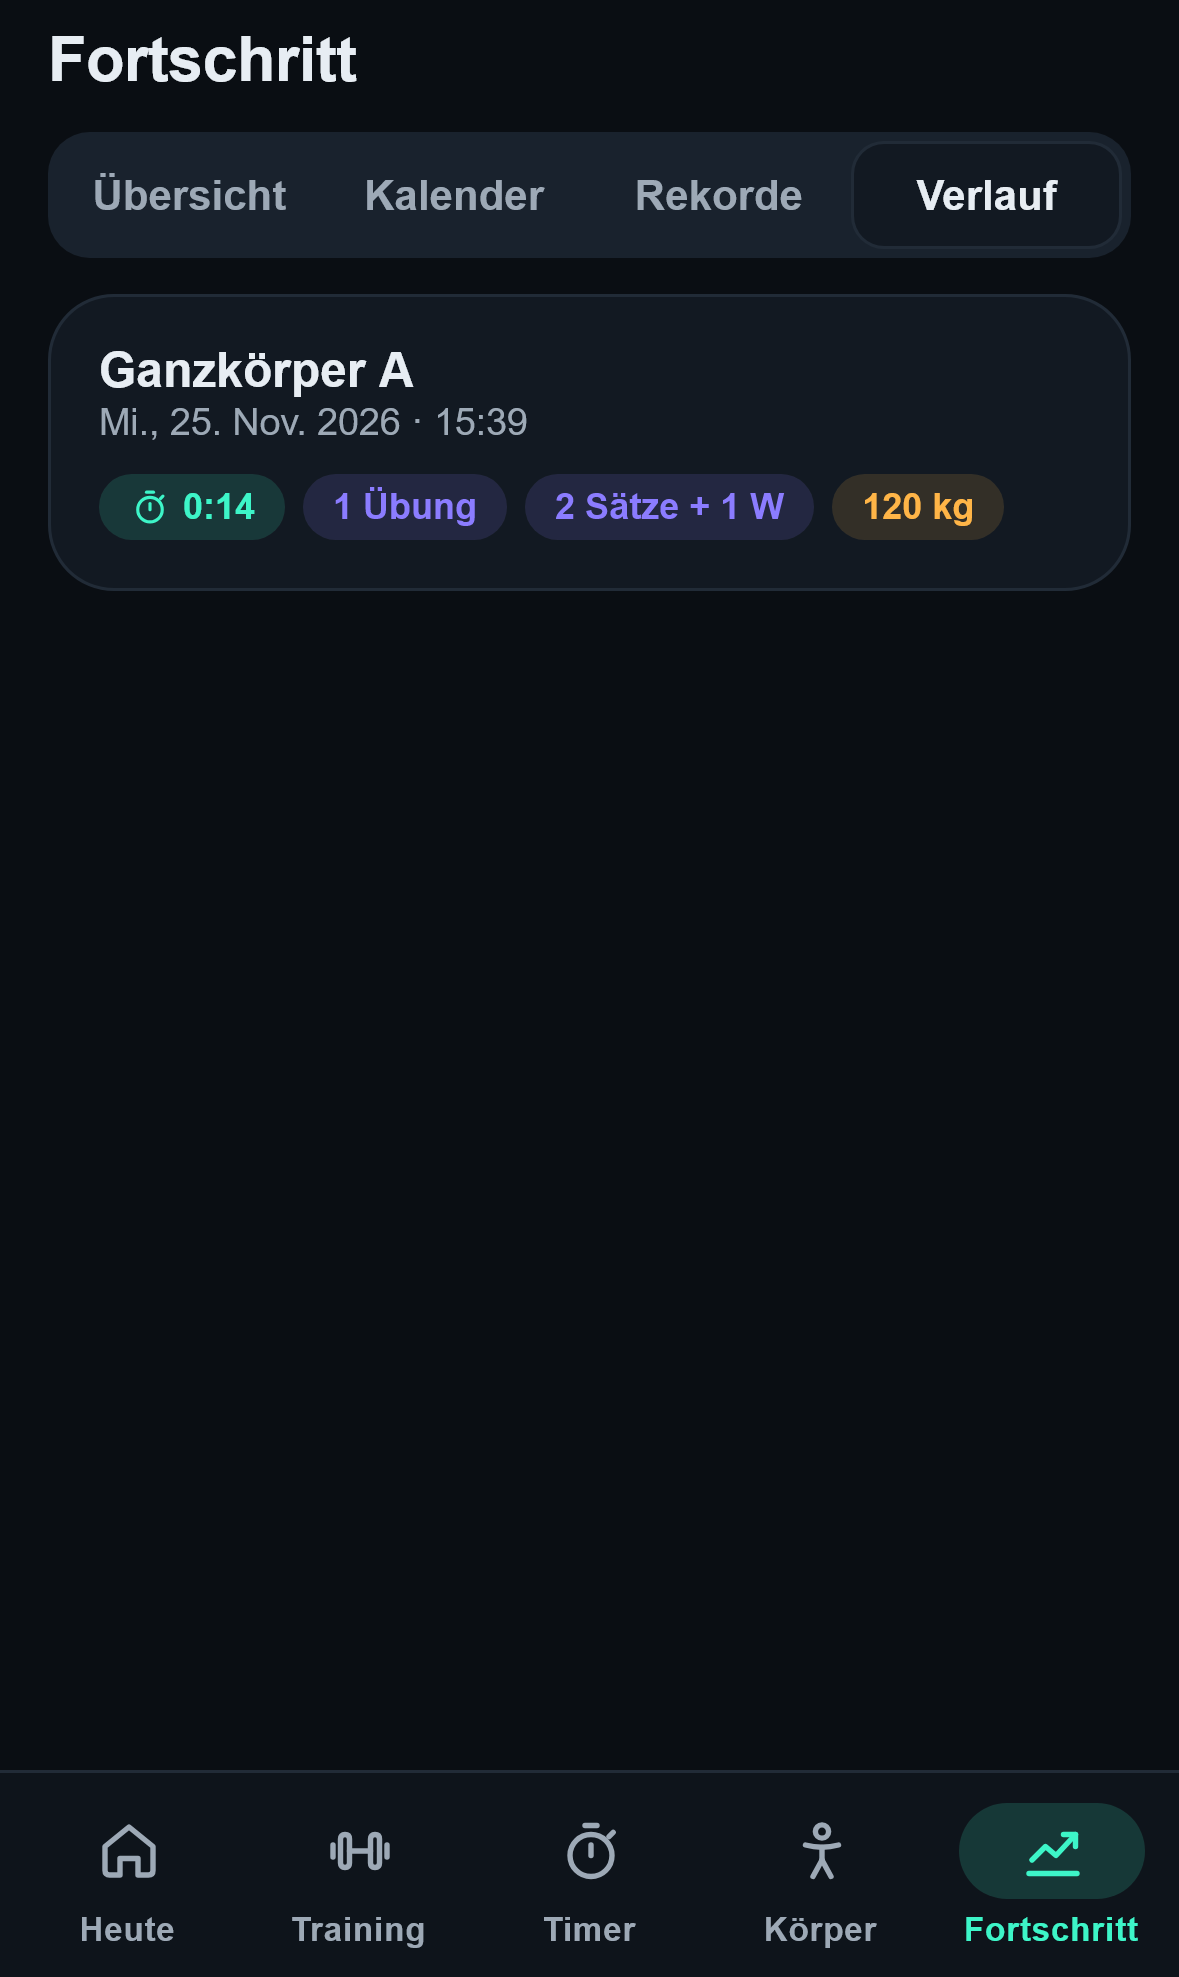 Fortschritt
Übersicht Kalender Rekorde Verlauf
Ganzkörper A
Mi., 25. Nov. 2026 · 15:39
0:14 1 Übung 2 Sätze + 1 W 120 kg
Heute Training Timer Körper Fortschritt